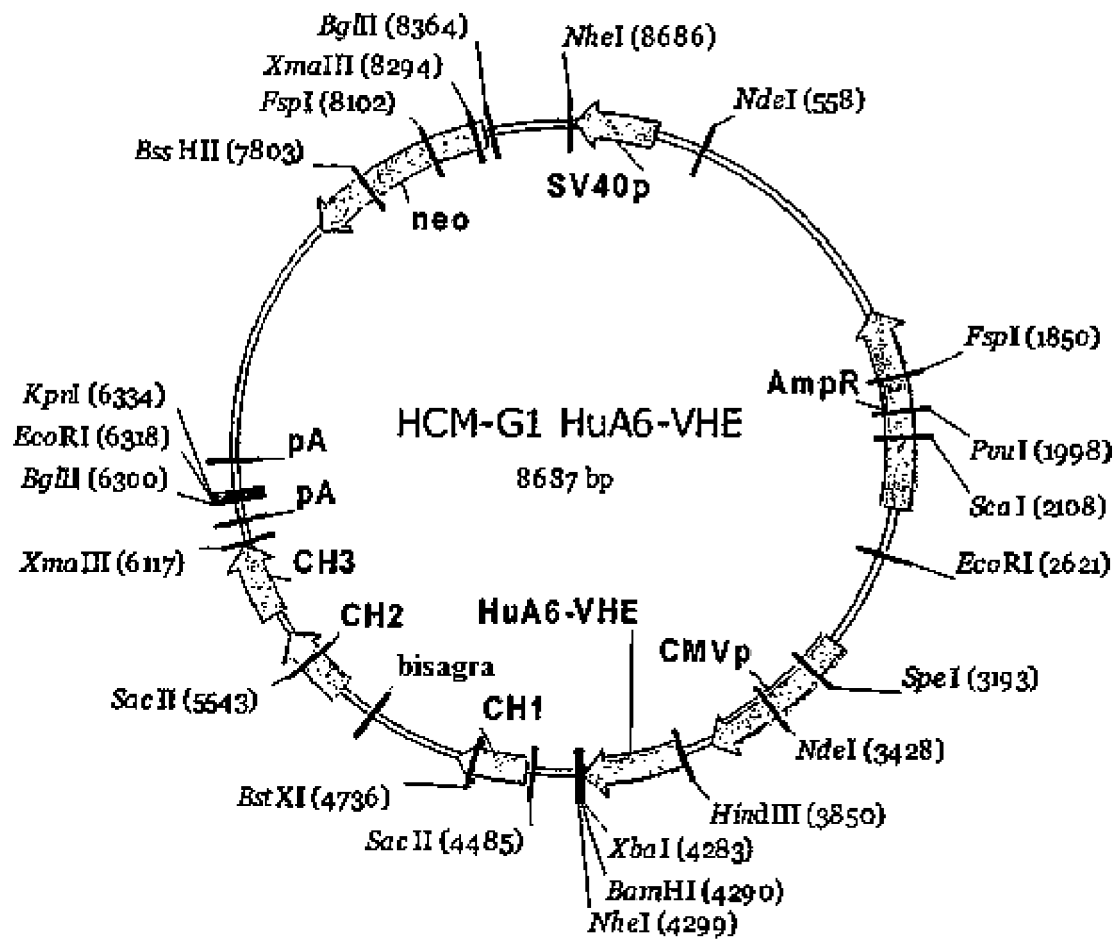 BglII (8364)
NheI (8686)
XmaIII (8294)
FspI (8102)
NdeI (558)
BssHII (7803)
SV40p
neo
FspI (1850)
AmpR
KpnI (6334)
HCM-G1 HuA6-VHE
EcoRI (6318)
pA
PvuI (1998)
BglII (6300)
8687 bp
pA
ScaI (2108)
XmaIII (6117)
CH3
EcoRI (2621)
CH2
HuA6-VHE
CMVp
bisagra
SpeI (3193)
SacII (5543)
CH1
NdeI (3428)
BstXI (4736)
HindIII (3850)
SacII (4485)
XbaI (4283)
BamHI (4290)
NheI (4299)